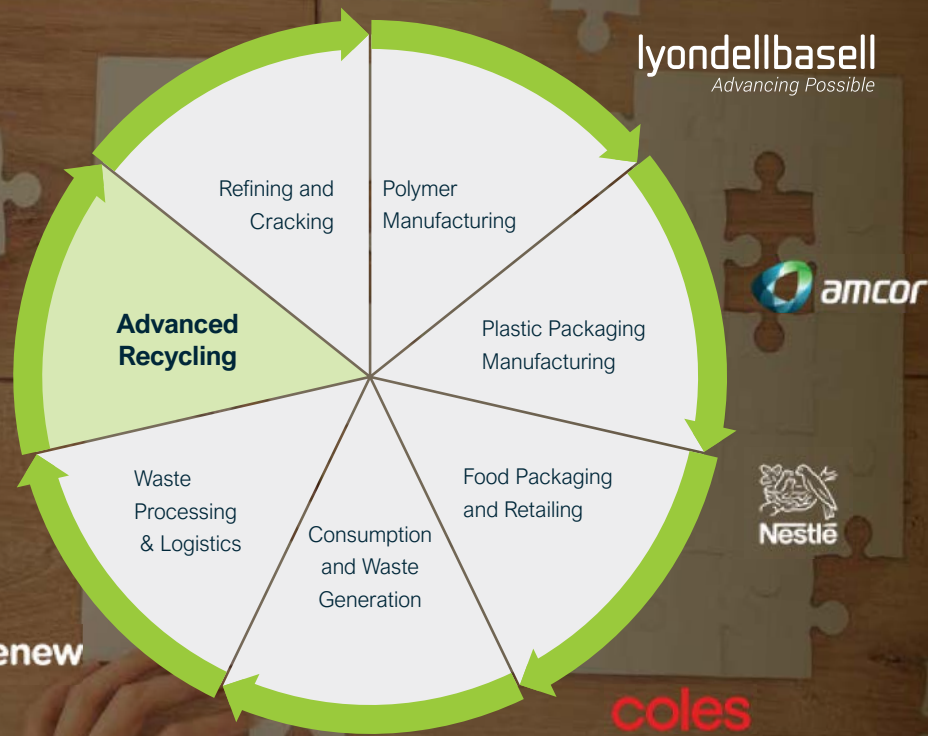 lyondellbasell
Advancing Possible
Refining and
Cracking
Polymer
Manufacturing
amcor
Advanced
Recycling
Plastic Packaging
Manufacturing
Waste
Processing
& Logistics
Food Packaging
and Retailing
Nestlé
Consumption
and Waste
Generation
enew
coles